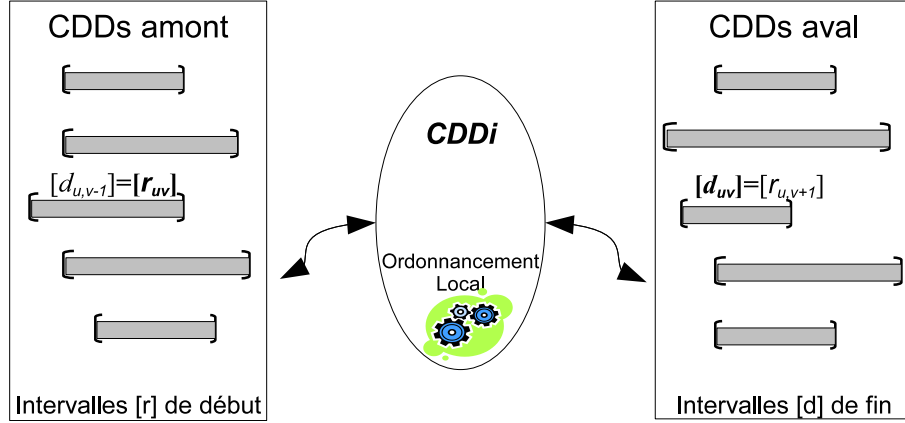 CDDs amont
[d_{u,v-1}]=[r_{uv}]
Intervalles [r] de début
CDDi
Ordonnancement
Local
CDDs aval
[d_{uv}]=[r_{u,v+1}]
Intervalles [d] de fin